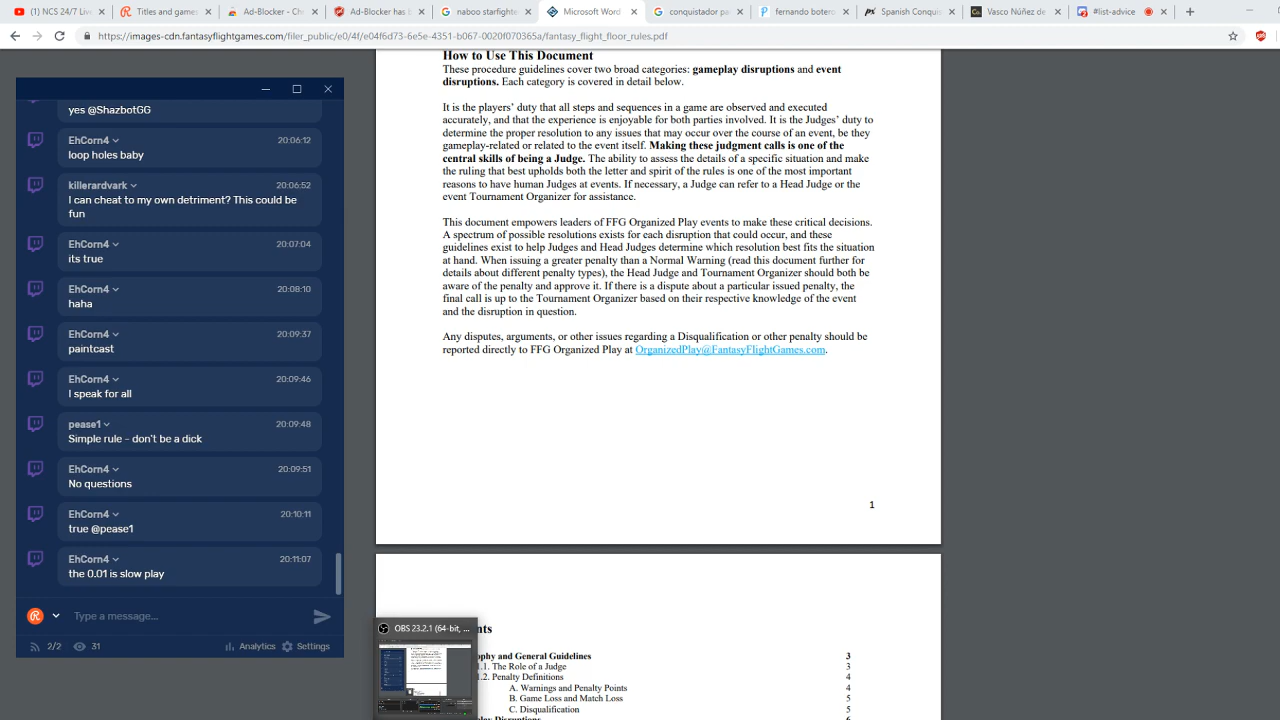 (1) NCS 24/7 Live
Titles and games
Ad-Blocker - Chr
Ad-Blocker has b
naboo starfighte
Microsoft Word
conquistador pa
fernando botero
Spanish Conqui
Vasco Núñez de
#list-advice
https://images-cdn.fantasyflightgames.com/filer_public/e0/4f/e04f6d73-6e5e-4351-b067-0020f070365a/fantasy_flight_floor_rules.pdf
yes @ShazbotGG
EhCorn4 20:06:12
loop holes baby
killerardvark 20:06:52
I can cheat to my own detriment? This could be
fun
EhCorn4 20:07:04
its true
EhCorn4 20:08:10
haha
EhCorn4 20:09:37
paintcast
EhCorn4 20:09:46
I speak for all
pease1 20:09:48
Simple rule - don't be a dick
EhCorn4 20:09:51
No questions
EhCorn4 20:10:11
true @pease1
EhCorn4 20:11:07
the 0.01 is slow play
Type a message...
2/2 31 Analytics Settings
How to Use This Document
These procedure guidelines cover two broad categories: gameplay disruptions and event
disruptions. Each category is covered in detail below.
It is the players' duty that all steps and sequences in a game are observed and executed
accurately, and that the experience is enjoyable for both parties involved. It is the Judges' duty to
determine the proper resolution to any issues that may occur over the course of an event, be they
gameplay-related or related to the event itself. Making these judgment calls is one of the
central skills of being a Judge. The ability to assess the details of a specific situation and make
the ruling that best upholds both the letter and spirit of the rules is one of the most important
reasons to have human Judges at events. If necessary, a Judge can refer to a Head Judge or the
event Tournament Organizer for assistance.
This document empowers leaders of FFG Organized Play events to make these critical decisions.
A spectrum of possible resolutions exists for each disruption that could occur, and these
guidelines exist to help Judges and Head Judges determine which resolution best fits the situation
at hand. When issuing a greater penalty than a Normal Warning (read this document further for
details about different penalty types), the Head Judge and Tournament Organizer should both be
aware of the penalty and approve it. If there is a dispute about a particular issued penalty, the
final call is up to the Tournament Organizer based on their respective knowledge of the event
and the disruption in question.
Any disputes, arguments, or other issues regarding a Disqualification or other penalty should be
reported directly to FFG Organized Play at OrganizedPlay@FantasyFlightGames.com.
1
OBS 23.2.1 (64-bit, ...
nts
ophy and General Guidelines 3
1.1. The Role of a Judge 3
1.2. Penalty Definitions 4
A. Warnings and Penalty Points 4
B. Game Loss and Match Loss 5
C. Disqualification 5